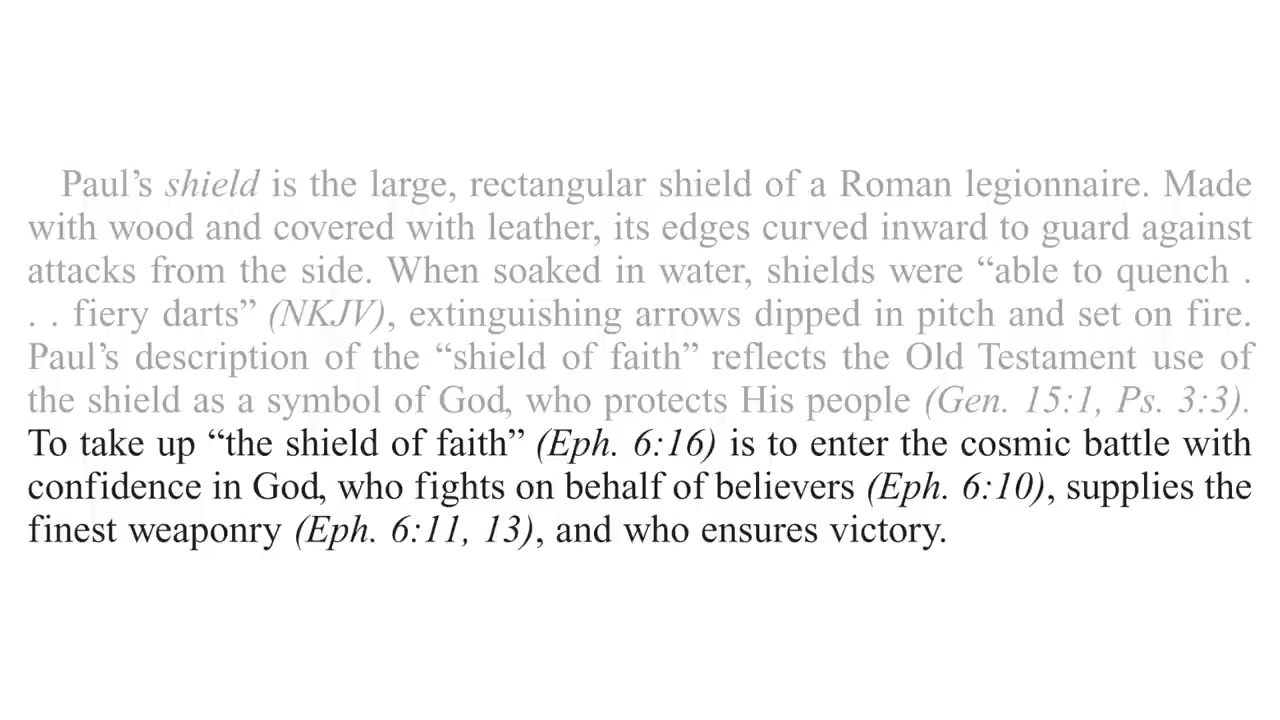 Paul’s shield is the large, rectangular shield of a Roman legionnaire. Made
with wood and covered with leather, its edges curved inward to guard against
attacks from the side. When soaked in water, shields were “able to quench .
. . fiery darts” (NKJV), extinguishing arrows dipped in pitch and set on fire.
Paul’s description of the “shield of faith” reflects the Old Testament use of
the shield as a symbol of God, who protects His people (Gen. 15:1, Ps. 3:3).
To take up “the shield of faith” (Eph. 6:16) is to enter the cosmic battle with
confidence in God, who fights on behalf of believers (Eph. 6:10), supplies the
finest weaponry (Eph. 6:11, 13), and who ensures victory.